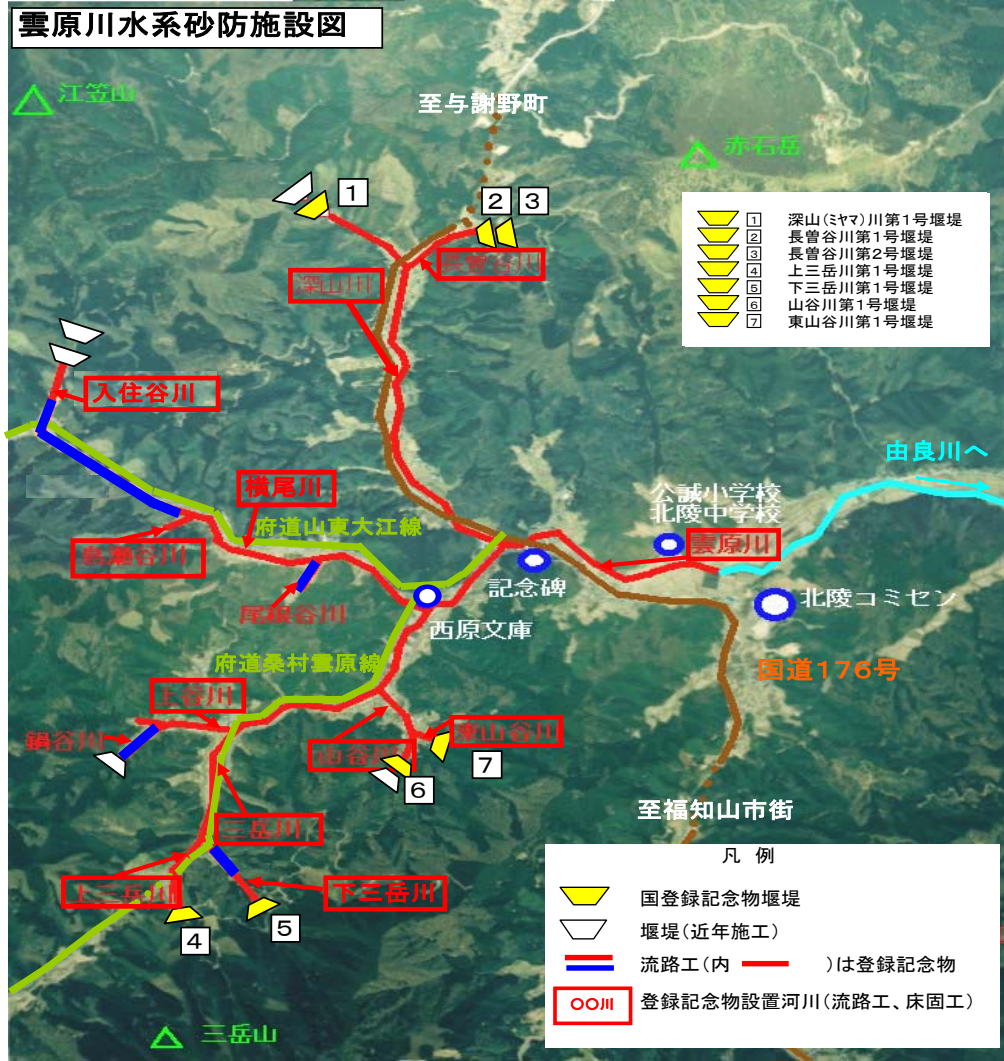 雲原川水系砂防施設図
江笠山
至与謝野町
赤石岳
1
2 3
1 深山(ミヤマ)川第1号堰堤
2 長曽谷川第1号堰堤
3 長曽谷川第2号堰堤
4 上三岳川第1号堰堤
5 下三岳川第1号堰堤
6 山谷川第1号堰堤
7 東山谷川第1号堰堤
長曽谷川
深山川
入住谷川
由良川へ
横尾川
公誠小学校
北陵中学校
府道山東大江線
雲原川
記念碑
尾根谷川
北陵コミセン
西原文庫
府道桑村雲原線
国道176号
上谷川
鍋谷川
山谷川
東山谷川
7
6
至福知山市街
三岳川
上三岳川
下三岳川
5
4
三岳山
凡 例
国登録記念物堰堤
堰堤(近年施工)
流路工(内 )は登録記念物
〇〇川 登録記念物設置河川(流路工、床固工)